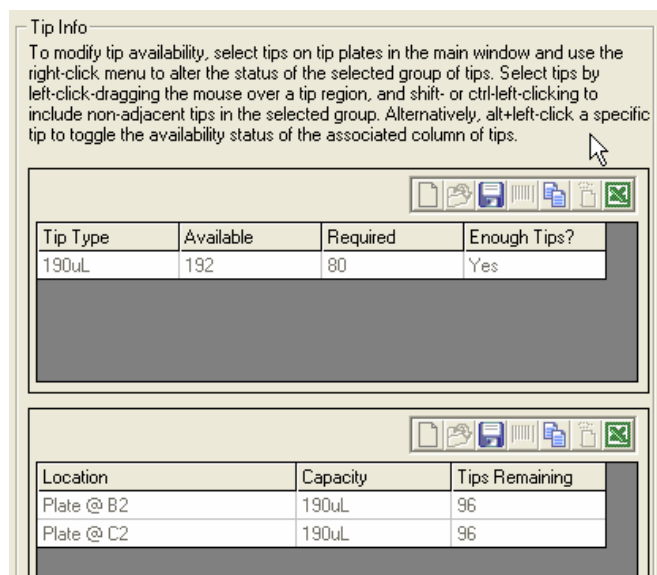 Tip Info
To modify tip availability, select tips on tip plates in the main window and use the
right-click menu to alter the status of the selected group of tips. Select tips by
left-click-dragging the mouse over a tip region, and shift- or ctrl-left-clicking to
include non-adjacent tips in the selected group. Alternatively, alt+left-click a specific
tip to toggle the availability status of the associated column of tips.
Tip Type Available Required Enough Tips?
190uL 192 80 Yes
Location Capacity Tips Remaining
Plate @ B2 190uL 96
Plate @ C2 190uL 96